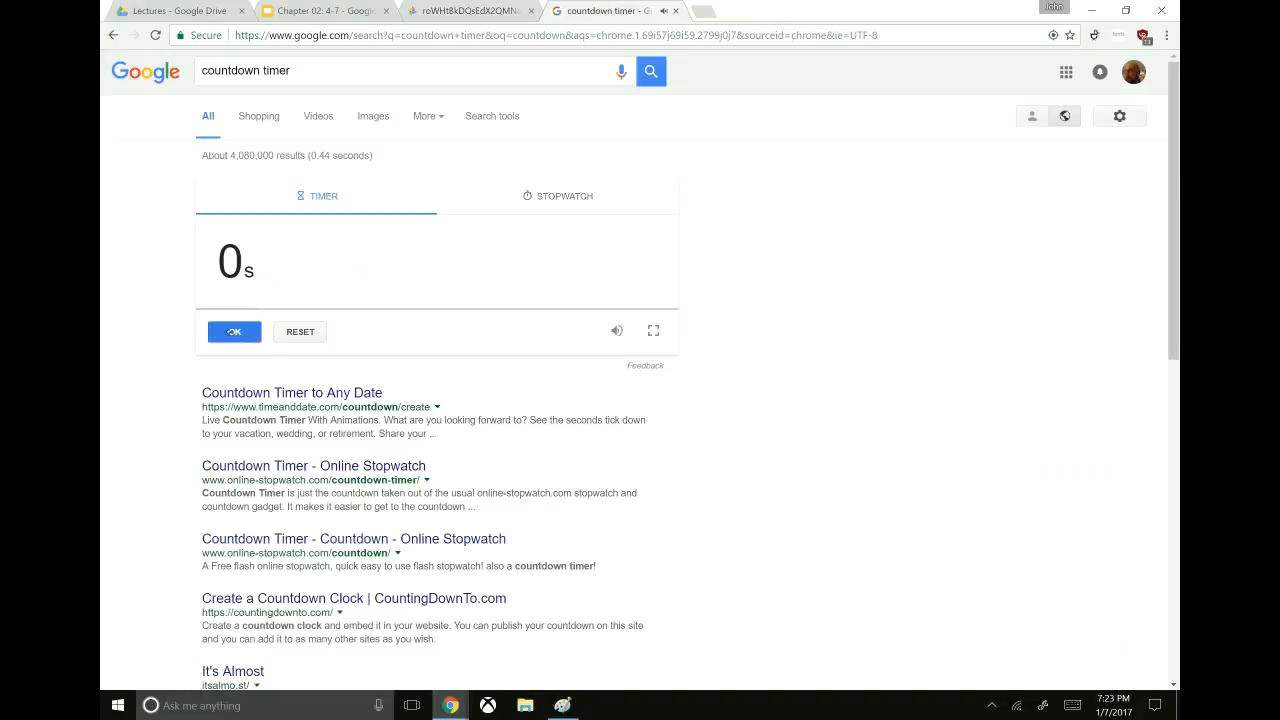 Lectures - Google Drive
Chapter 02: 4-7 - Googl
roWHtBkDQsEdX2QMN
countdown timer - G
John
Secure
https://www.google.com/search?q=countdown+timer&oq=countdown&aqs=chrome.1.69i57j69i59.2799j0j7&sourceid=chrome&ie=UTF-8
Google
countdown timer
All
Shopping
Videos
Images
More
Search tools
About 4,080,000 results (0.44 seconds)
TIMER
STOPWATCH
0s
OK
RESET
Feedback
Countdown Timer to Any Date
https://www.timeanddate.com/countdown/create
Live Countdown Timer With Animations. What are you looking forward to? See the seconds tick down
to your vacation, wedding, or retirement. Share your ...
Countdown Timer - Online Stopwatch
www.online-stopwatch.com/countdown-timer/
Countdown Timer is just the countdown taken out of the usual online-stopwatch.com stopwatch and
countdown gadget. It makes it easier to get to the countdown ...
Countdown Timer - Countdown - Online Stopwatch
www.online-stopwatch.com/countdown/
A Free flash online stopwatch, quick easy to use flash stopwatch! also a countdown timer!
Create a Countdown Clock | CountingDownTo.com
https://countingdownto.com/
Create a countdown clock and embed it in your website. You can publish your countdown on this site
and you can add it to as many other sites as you wish.
It's Almost
itsalmo.st/
Ask me anything
7:23 PM
1/7/2017